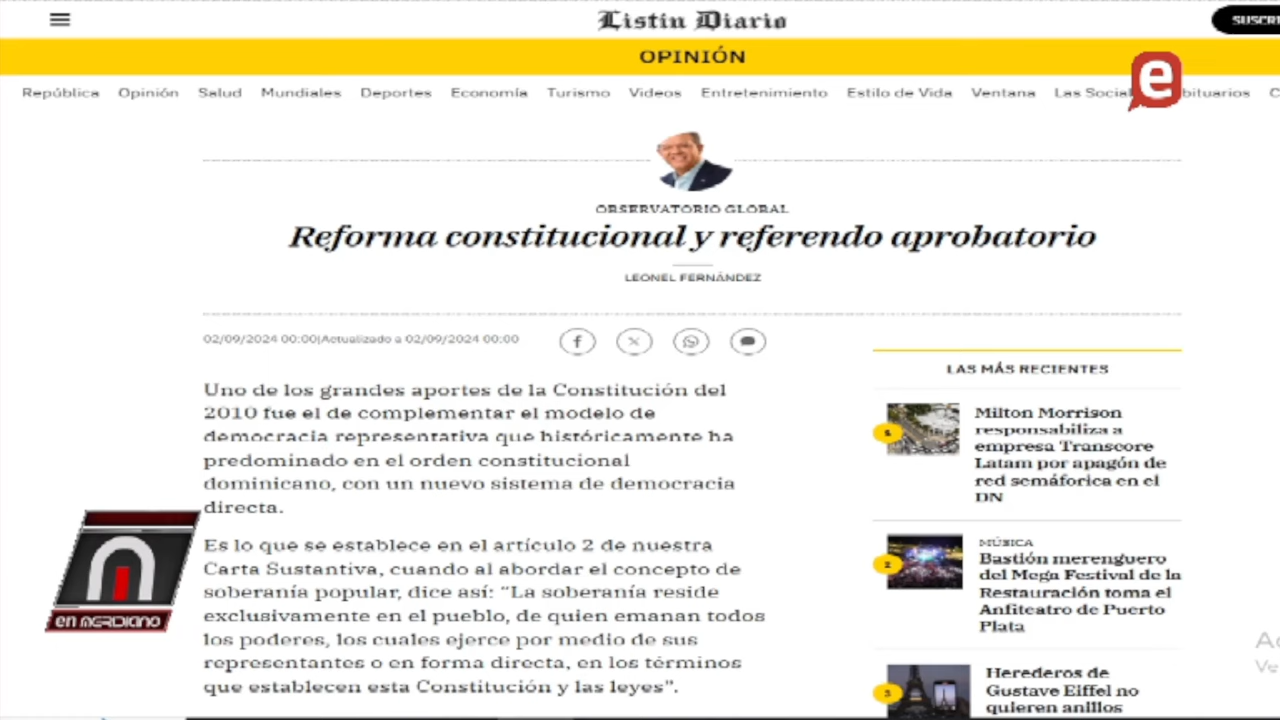 Listín Diario
SUSCRI
OPINIÓN
e
República Opinión Salud Mundiales Deportes Economía Turismo Videos Entretenimiento Estilo de Vida Ventana Las Social bituarios
OBSERVATORIO GLOBAL
Reforma constitucional y referendo aprobatorio
LEONEL FERNÁNDEZ
02/09/2024 00:00|Actualizado a 02/09/2024 00:00
Uno de los grandes aportes de la Constitución del
2010 fue el de complementar el modelo de
democracia representativa que históricamente ha
predominado en el orden constitucional
dominicano, con un nuevo sistema de democracia
directa.
Es lo que se establece en el artículo 2 de nuestra
Carta Sustantiva, cuando al abordar el concepto de
soberanía popular, dice así: “La soberanía reside
exclusivamente en el pueblo, de quien emanan todos
los poderes, los cuales ejerce por medio de sus
representantes o en forma directa, en los términos
que establecen esta Constitución y las leyes”.
LAS MÁS RECIENTES
Milton Morrison
responsabiliza a
empresa Transcore
Latam por apagón de
red semáforica en el
DN
2
MÚSICA
Bastión merenguero
del Mega Festival de la
Restauración toma el
Anfiteatro de Puerto
Plata
3
Herederos de
Gustave Eiffel no
quieren anillos
en MERIDIANO